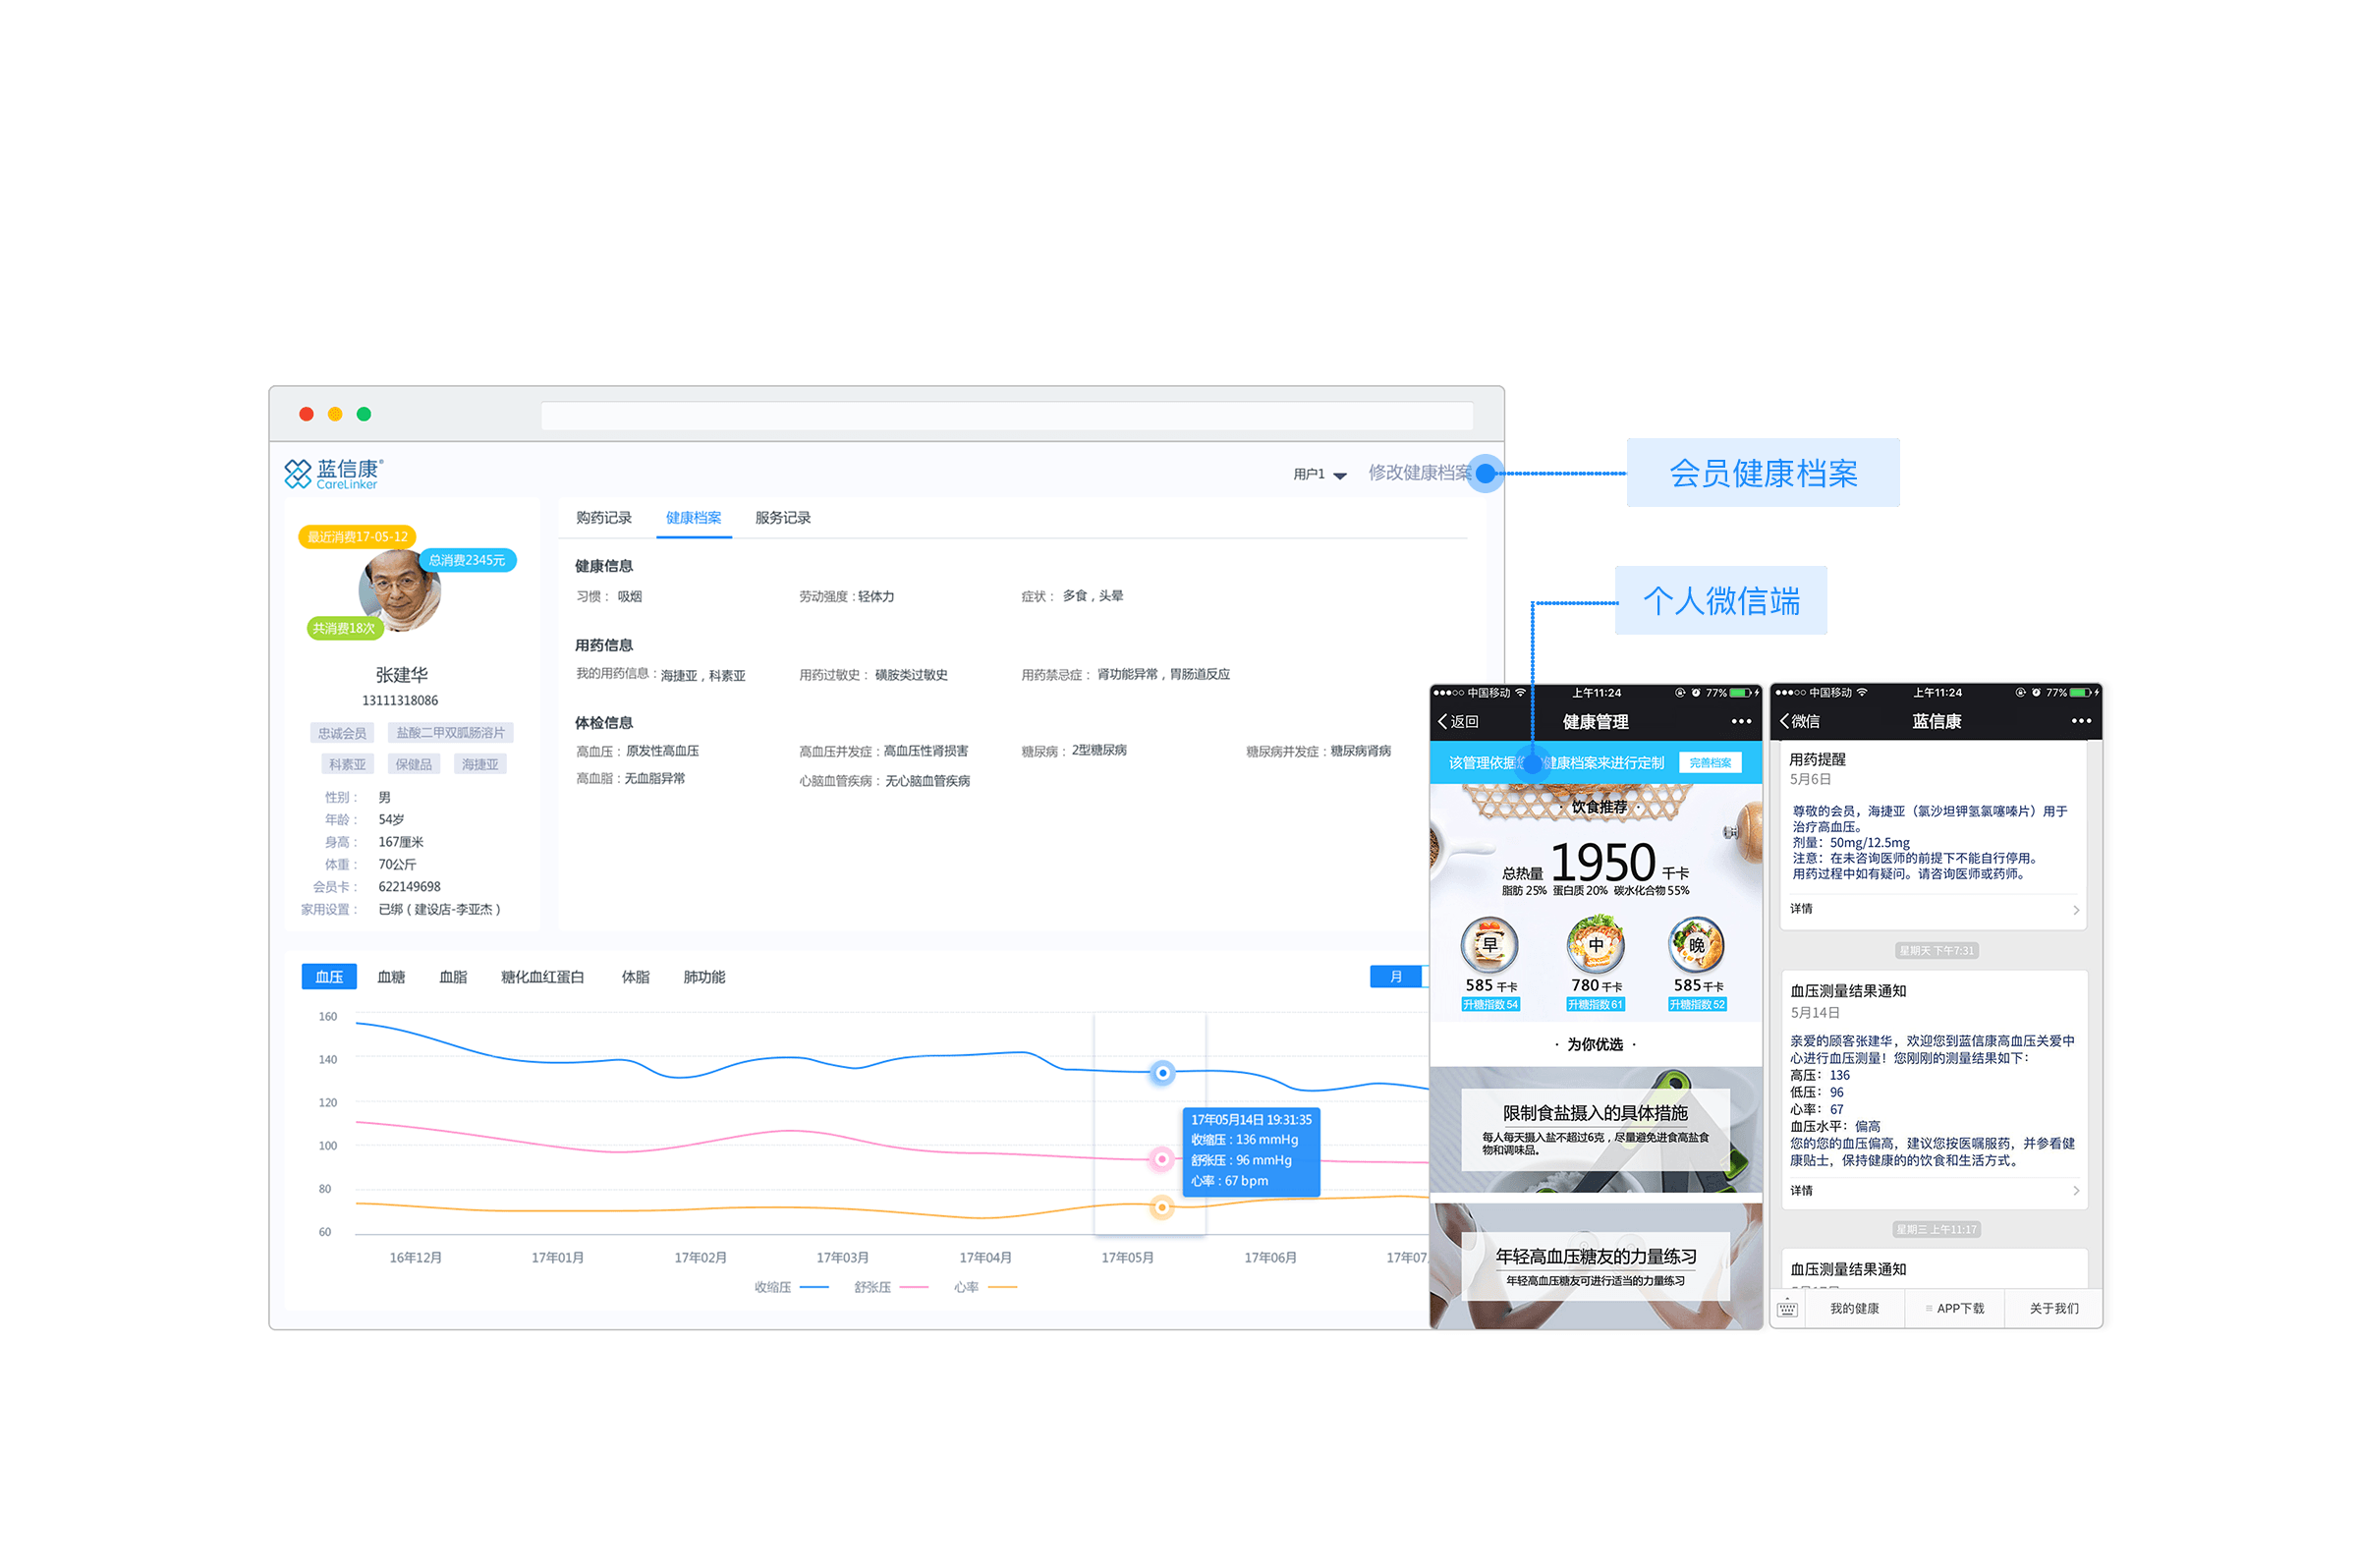 蓝信康®
CareLinker
用户1
修改健康档案
会员健康档案
个人微信端
最近消费17-05-12
总消费2345元
共消费18次
张建华
13111318086
忠诚会员 盐酸二甲双胍肠溶片
科素亚 保健品 海捷亚
性别： 男
年龄： 54岁
身高： 167厘米
体重： 70公斤
会员卡： 622149698
家用设置： 已绑（建设店-李亚杰）
购药记录 健康档案 服务记录
健康信息
习惯： 吸烟 劳动强度：轻体力 症状： 多食，头晕
用药信息
我的用药信息：海捷亚，科素亚 用药过敏史： 磺胺类过敏史 用药禁忌症： 肾功能异常，胃肠道反应
体检信息
高血压： 原发性高血压 高血压并发症：高血压性肾损害 糖尿病： 2型糖尿病 糖尿病并发症：糖尿病肾病
高血脂：无血脂异常 心脑血管疾病：无心脑血管疾病
血压 血糖 血脂 糖化血红蛋白 体脂 肺功能 月
160
140
120
100
80
60
17年05月14日 19:31:35
收缩压：136 mmHg
舒张压：96 mmHg
心率：67 bpm
16年12月 17年01月 17年02月 17年03月 17年04月 17年05月 17年06月 17年07
收缩压 舒张压 心率
中国移动 上午11:24 77%
返回 健康管理
该管理依据 健康档案来进行定制 完善档案
· 饮食推荐 ·
总热量 1950 千卡
脂肪 25% 蛋白质 20% 碳水化合物 55%
早 中 晚
585 千卡 780 千卡 585 千卡
升糖指数 54 升糖指数 61 升糖指数 52
· 为你优选 ·
限制食盐摄入的具体措施
每人每天摄入盐不超过6克，尽量避免进食高盐食
物和调味品。
年轻高血压糖友的力量练习
年轻高血压糖友可进行适当的力量练习
中国移动 上午11:24 77%
微信 蓝信康
用药提醒
5月6日
尊敬的会员，海捷亚（氯沙坦钾氢氯噻嗪片）用于
治疗高血压。
剂量：50mg/12.5mg
注意：在未咨询医师的前提下不能自行停用。
用药过程中如有疑问。请咨询医师或药师。
详情
星期天 下午7:31
血压测量结果通知
5月14日
亲爱的顾客张建华，欢迎您到蓝信康高血压关爱中
心进行血压测量！您刚刚的测量结果如下：
高压：136
低压：96
心率：67
血压水平：偏高
您的您的血压偏高，建议您按医嘱服药，并参看健
康贴士，保持健康的的饮食和生活方式。
详情
星期三 上午11:17
血压测量结果通知
我的健康 APP下载 关于我们